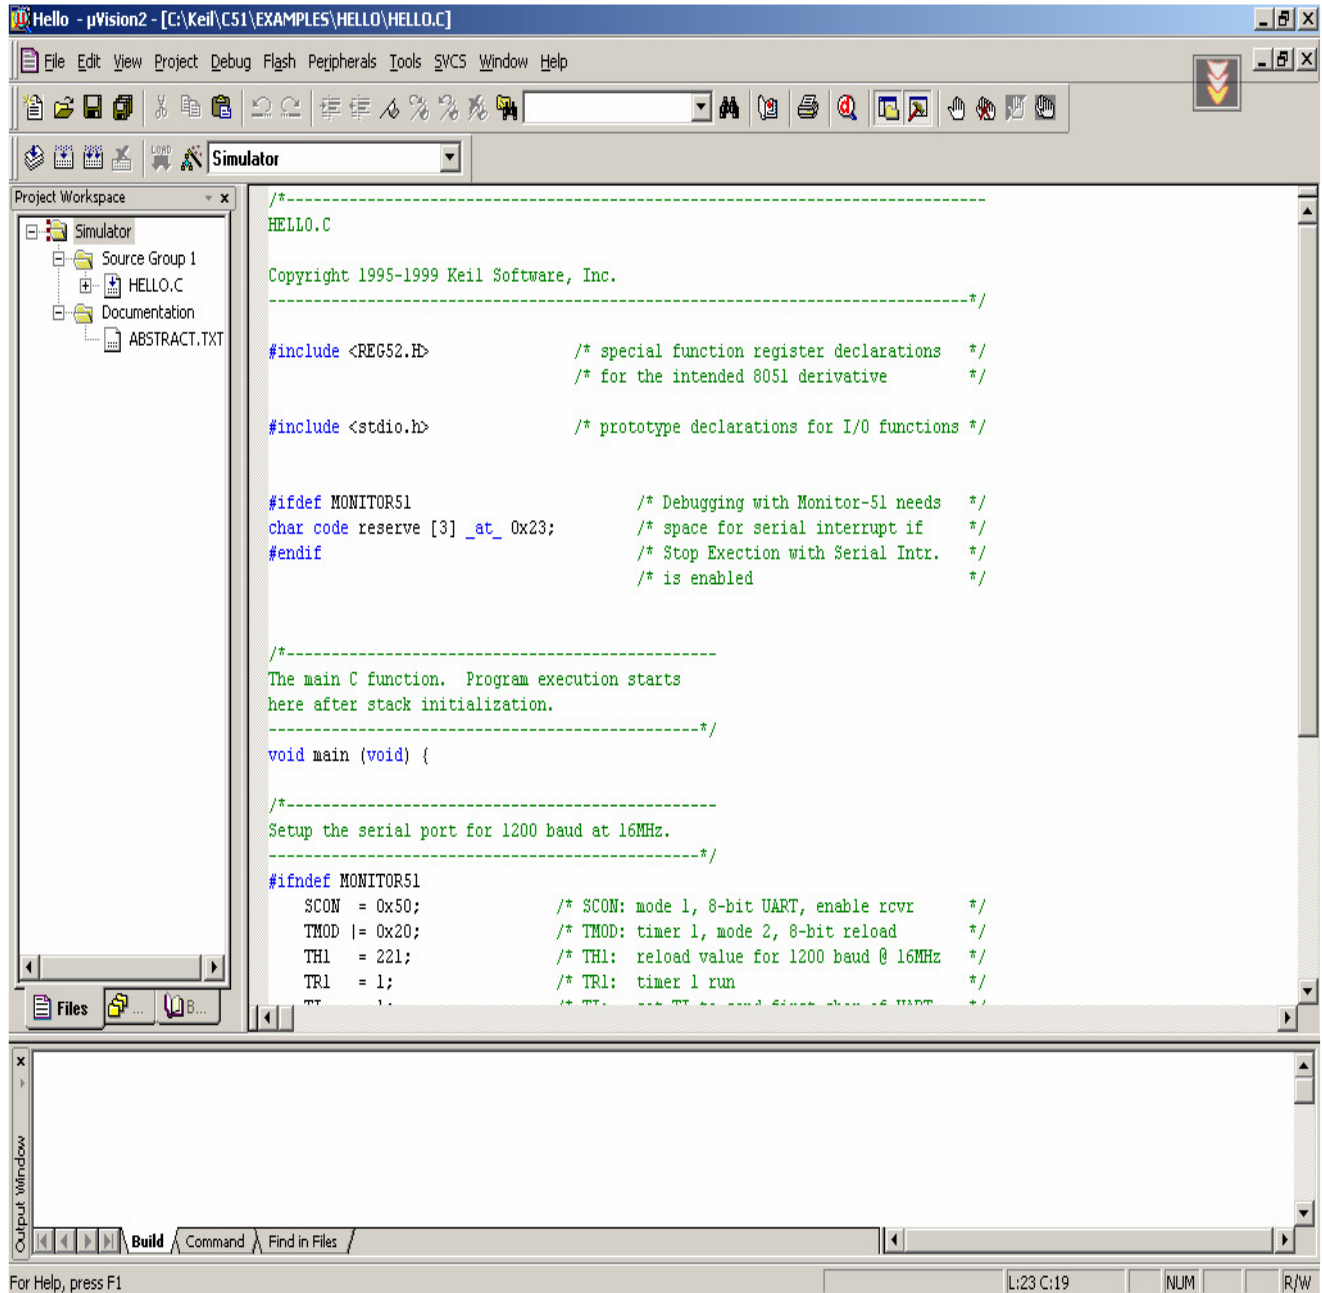 Hello - µVision2 - [C:\Keil\C51\EXAMPLES\HELLO\HELLO.C]
File Edit View Project Debug Flash Peripherals Tools SVCS Window Help
LOAD Simulator
Project Workspace
Simulator
Source Group 1
HELLO.C
Documentation
ABSTRACT.TXT
Files ... B...
/*------------------------------------------------------------------------------
HELLO.C
Copyright 1995-1999 Keil Software, Inc.
------------------------------------------------------------------------------*/
#include <REG52.H> /* special function register declarations */
/* for the intended 8051 derivative */
#include <stdio.h> /* prototype declarations for I/O functions */
#ifdef MONITOR51 /* Debugging with Monitor-51 needs */
char code reserve [3] _at_ 0x23; /* space for serial interrupt if */
#endif /* Stop Exection with Serial Intr. */
/* is enabled */
/*------------------------------------------------
The main C function. Program execution starts
here after stack initialization.
------------------------------------------------*/
void main (void) {
/*------------------------------------------------
Setup the serial port for 1200 baud at 16MHz.
------------------------------------------------*/
#ifndef MONITOR51
SCON = 0x50; /* SCON: mode 1, 8-bit UART, enable rcvr */
TMOD |= 0x20; /* TMOD: timer 1, mode 2, 8-bit reload */
TH1 = 221; /* TH1: reload value for 1200 baud @ 16MHz */
TR1 = 1; /* TR1: timer 1 run */
Output Window
Build Command Find in Files
For Help, press F1
L:23 C:19 NUM R/W